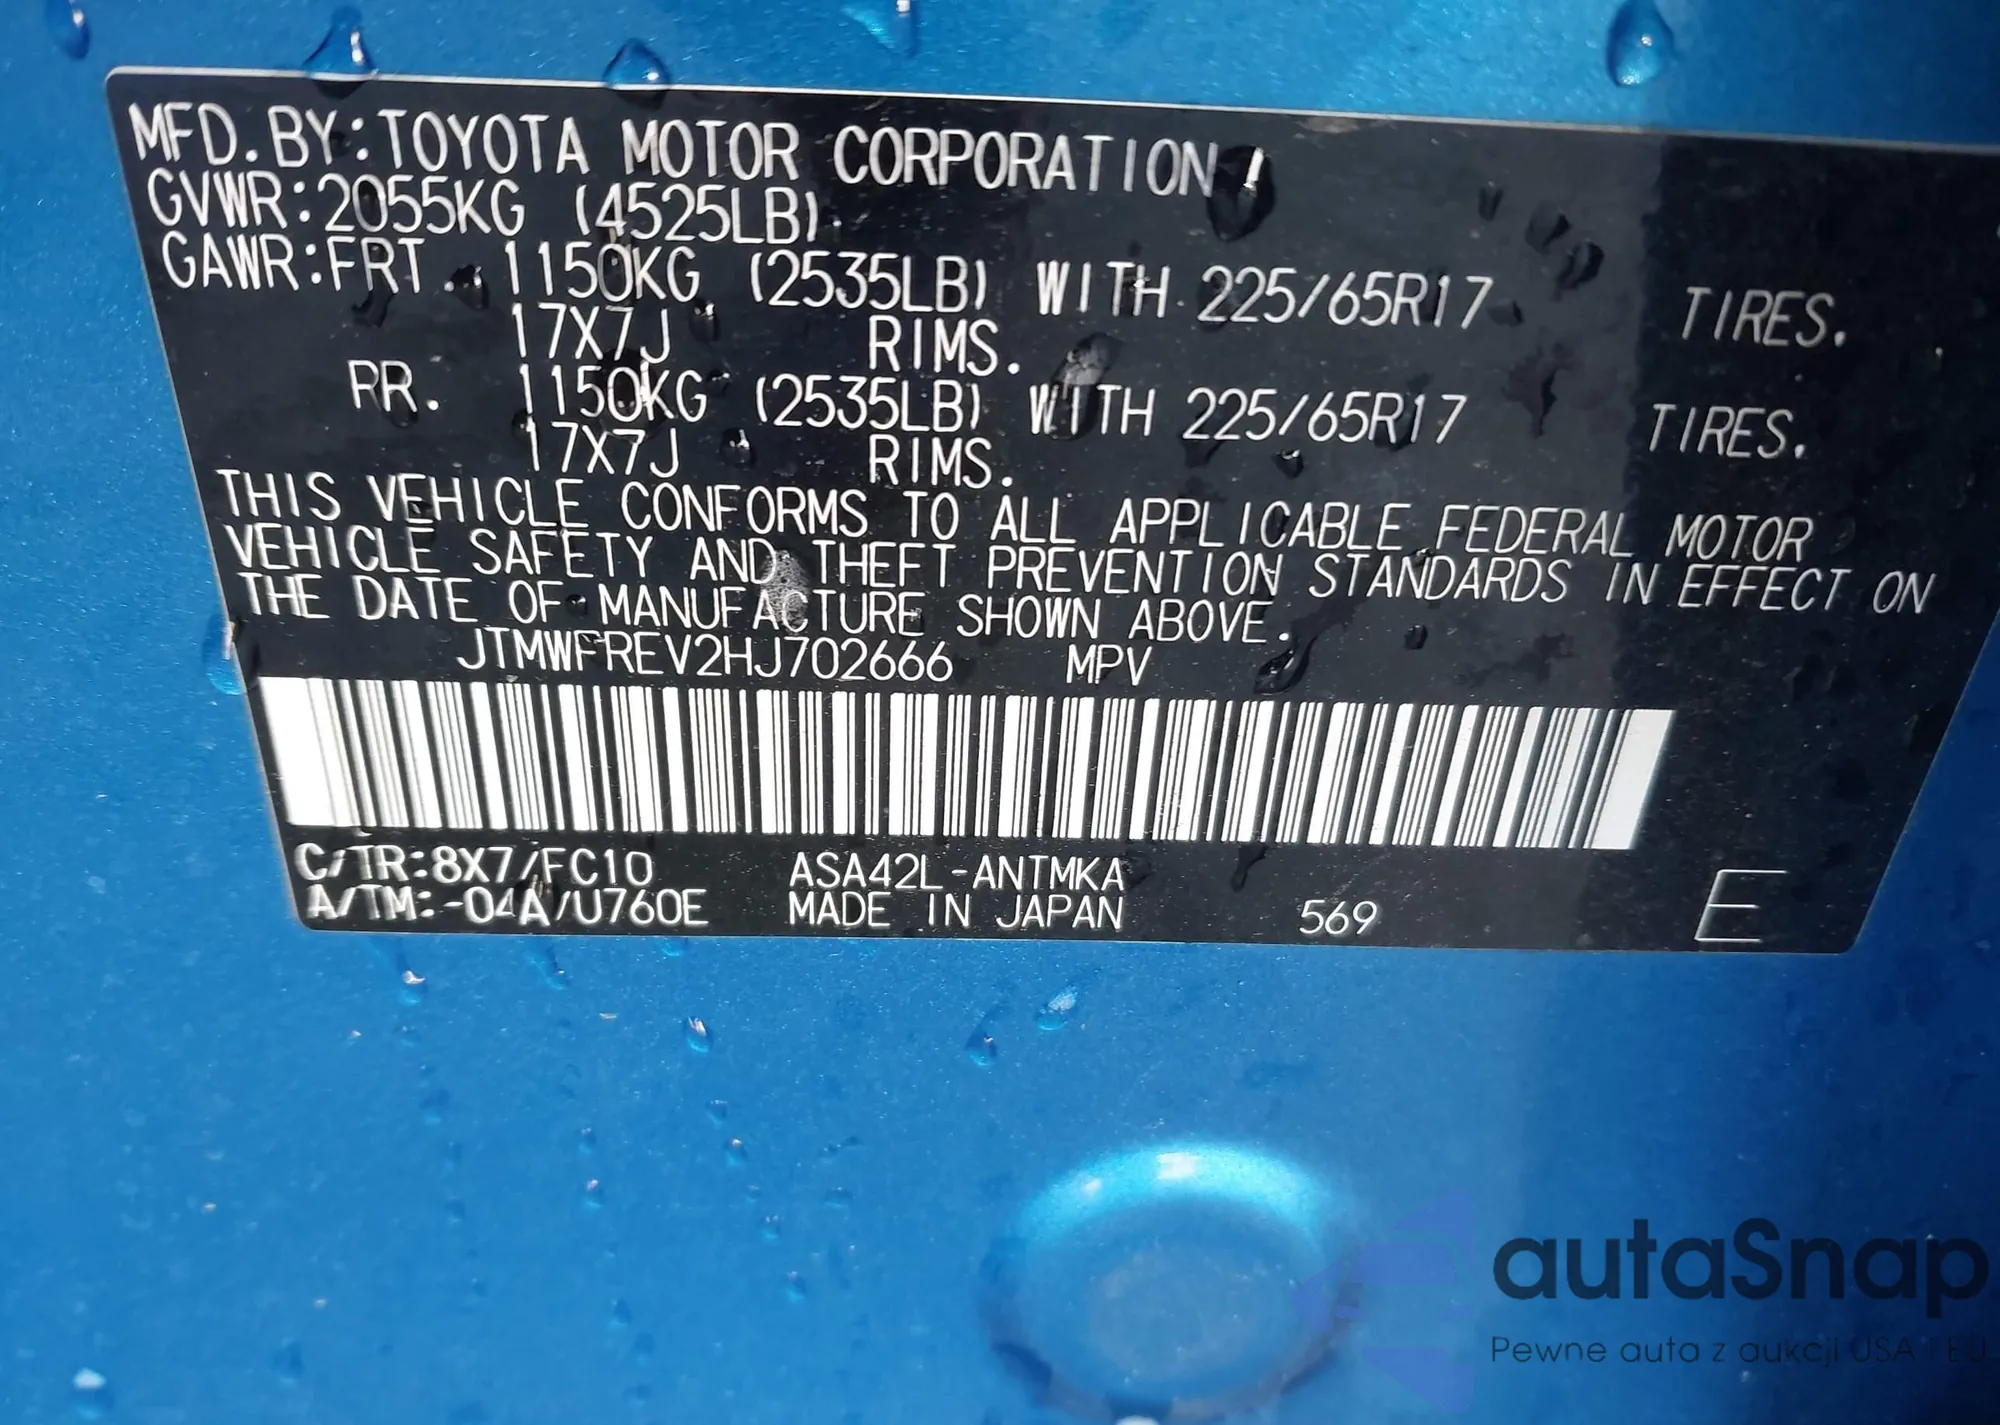 MFD.BY:TOYOTA MOTOR CORPORATION
GVWR:2055KG (4525LB)
GAWR:FRT. 1150KG (2535LB) WITH 225/65R17 TIRES.
17X7J RIMS.
RR. 1150KG (2535LB) WITH 225/65R17 TIRES.
17X7J RIMS.
THIS VEHICLE CONFORMS TO ALL APPLICABLE FEDERAL MOTOR
VEHICLE SAFETY AND THEFT PREVENTION STANDARDS IN EFFECT ON
THE DATE OF MANUFACTURE SHOWN ABOVE.
JTMWFREV2HJ702666 MPV
C/TR:8X7/FC10 ASA42L-ANTMKA
A/TM:-04A/U760E MADE IN JAPAN 569 E
autaSnap
Pewne auta z aukcji USA i EU